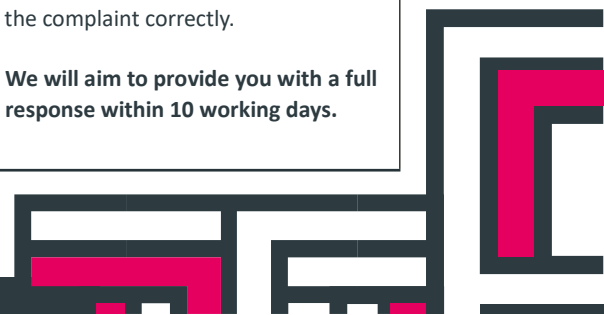 the complaint correctly.
We will aim to provide you with a full
response within 10 working days.